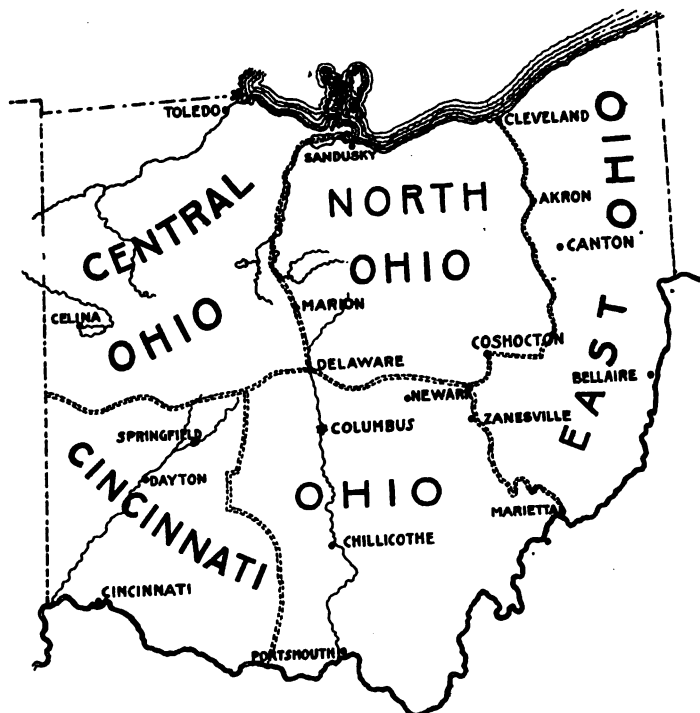 TOLEDO
CLEVELAND
SANDUSKY
CENTRAL
OHIO
NORTH
OHIO
EAST
OHIO
AKRON
CANTON
CELINA
MARION
DELAWARE
COSHOCTON
BELLAIRE
NEWARK
ZANESVILLE
COLUMBUS
SPRINGFIELD
DAYTON
CINCINNATI
OHIO
MARIETTA
CHILLICOTHE
CINCINNATI
PORTSMOUTH